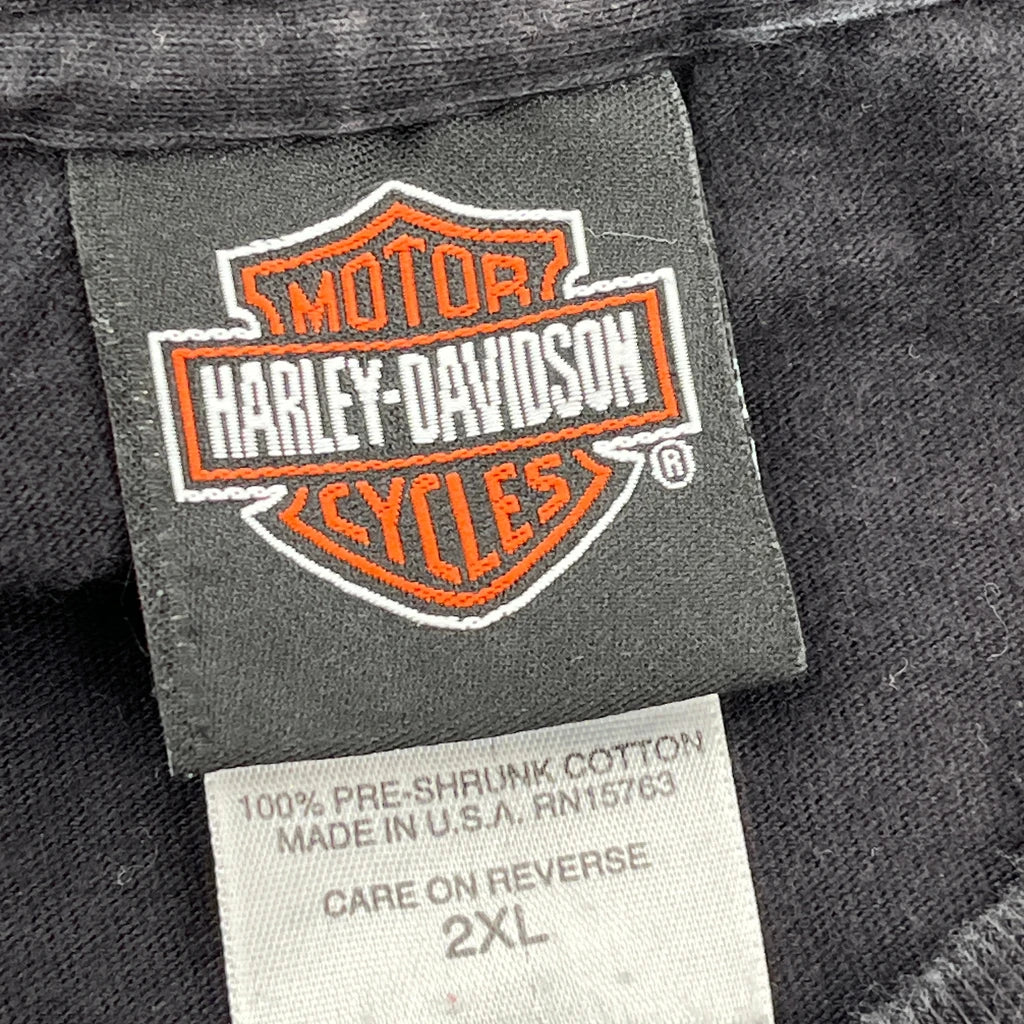 MOTOR
HARLEY-DAVIDSON
®
CYCLES
100% PRE-SHRUNK COTTON
MADE IN U.S.A. RN15763
CARE ON REVERSE
2XL